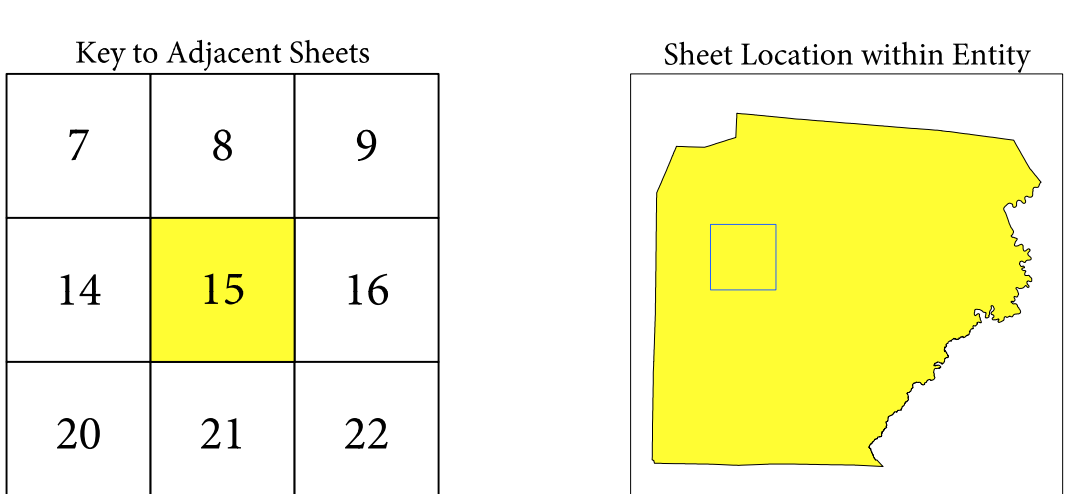 Key to Adjacent Sheets
Sheet Location within Entity
7 8 9
14 15 16
20 21 22